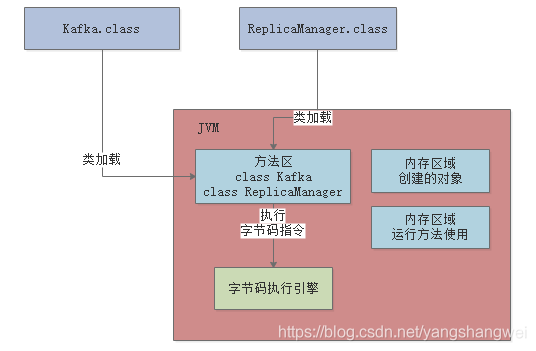 Kafka.class
ReplicaManager.class
类加载
JVM
类加载
方法区
class Kafka
class ReplicaManager
内存区域
创建的对象
内存区域
运行方法使用
执行
字节码指令
字节码执行引擎
https://blog.csdn.net/yangshangwei